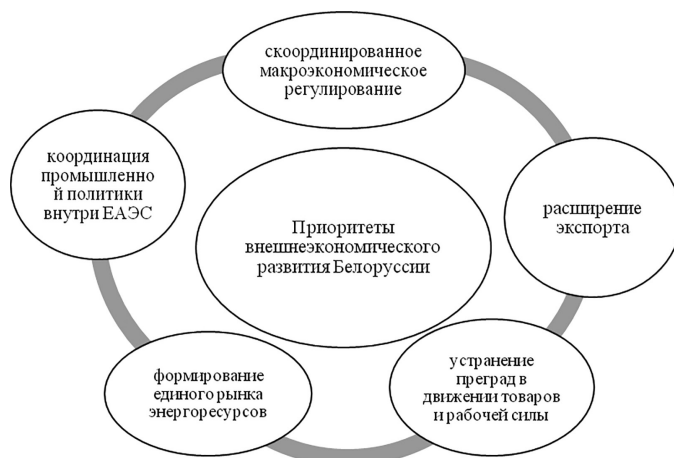 скоординированное
макроэкономическое
регулирование
координация
промышленно
й политики
внутри ЕАЭС
расширение
экспорта
Приоритеты
внешнеэкономического
развития Белоруссии
формирование
единого рынка
энергоресурсов
устранение
преград в
движении товаров
и рабочей силы